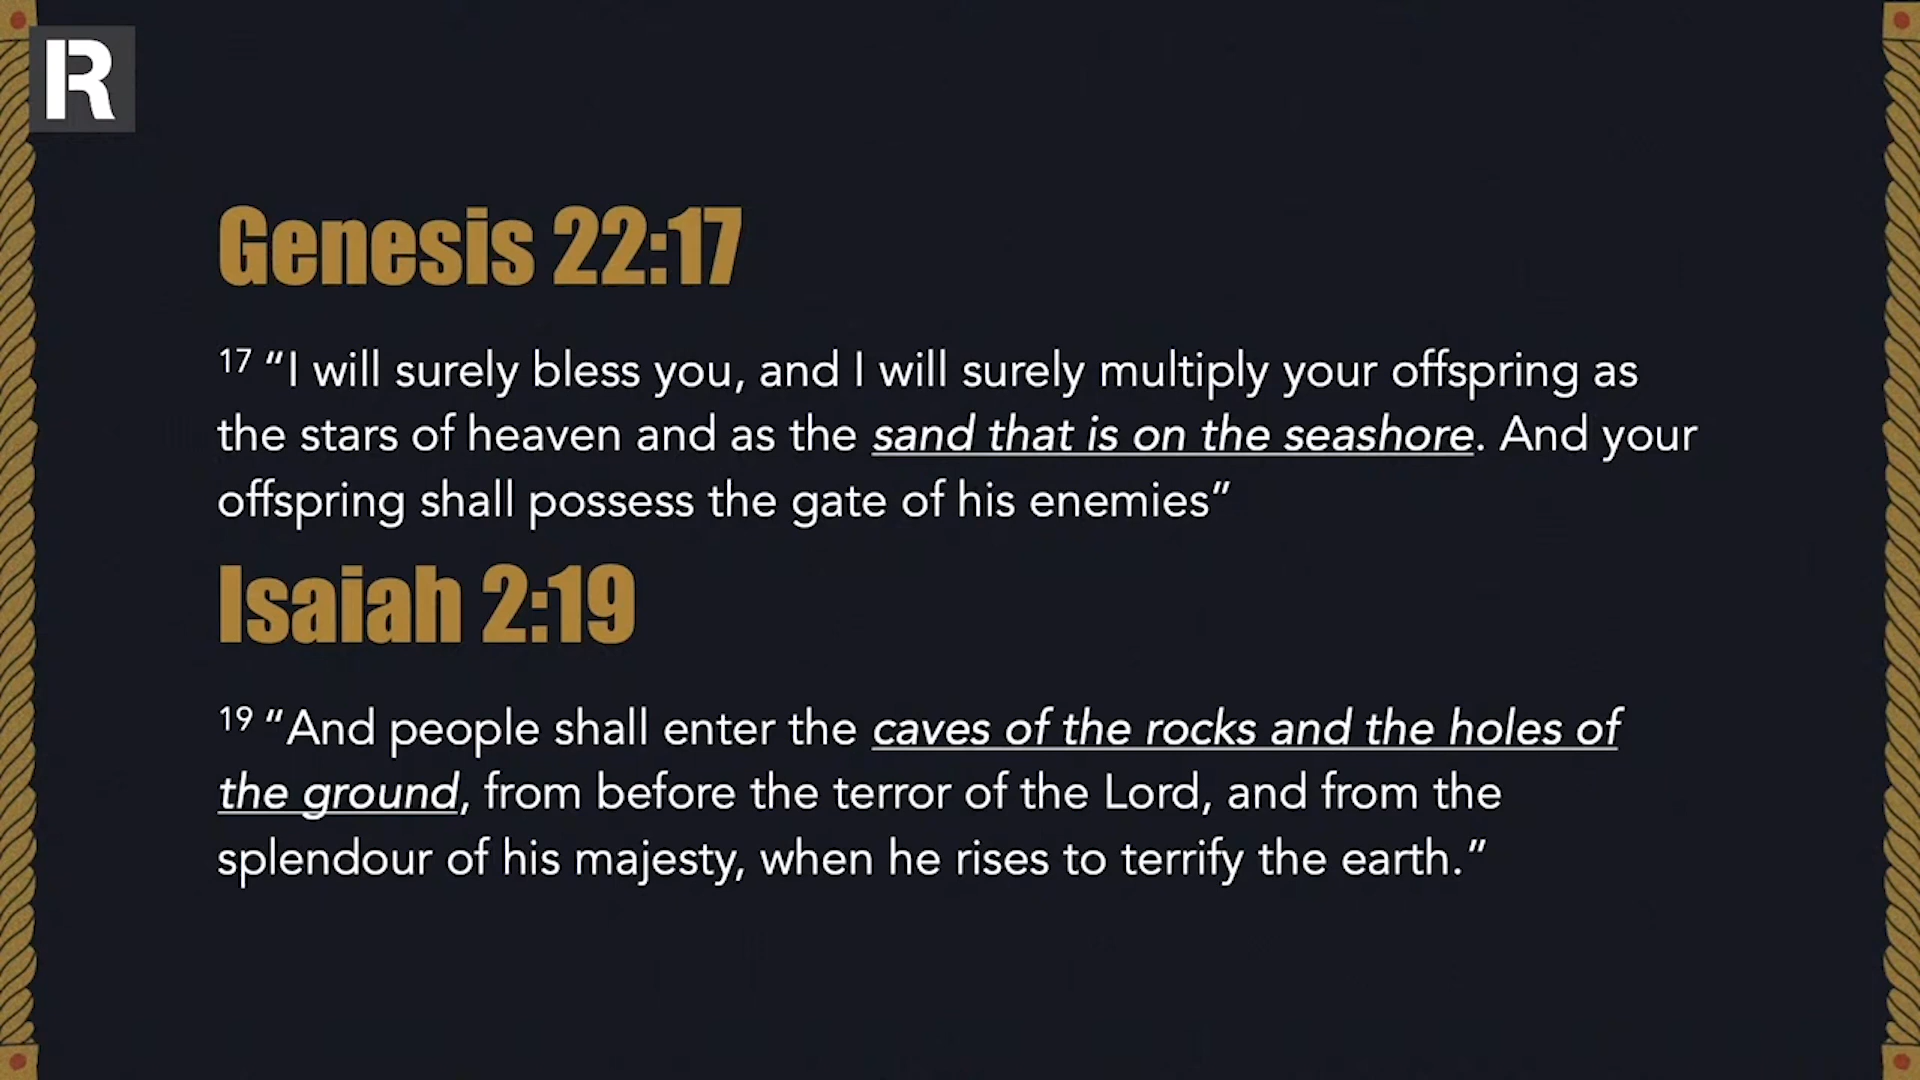 R
Genesis 22:17
17 “I will surely bless you, and I will surely multiply your offspring as
the stars of heaven and as the sand that is on the seashore. And your
offspring shall possess the gate of his enemies”
Isaiah 2:19
19 “And people shall enter the caves of the rocks and the holes of
the ground, from before the terror of the Lord, and from the
splendour of his majesty, when he rises to terrify the earth.”